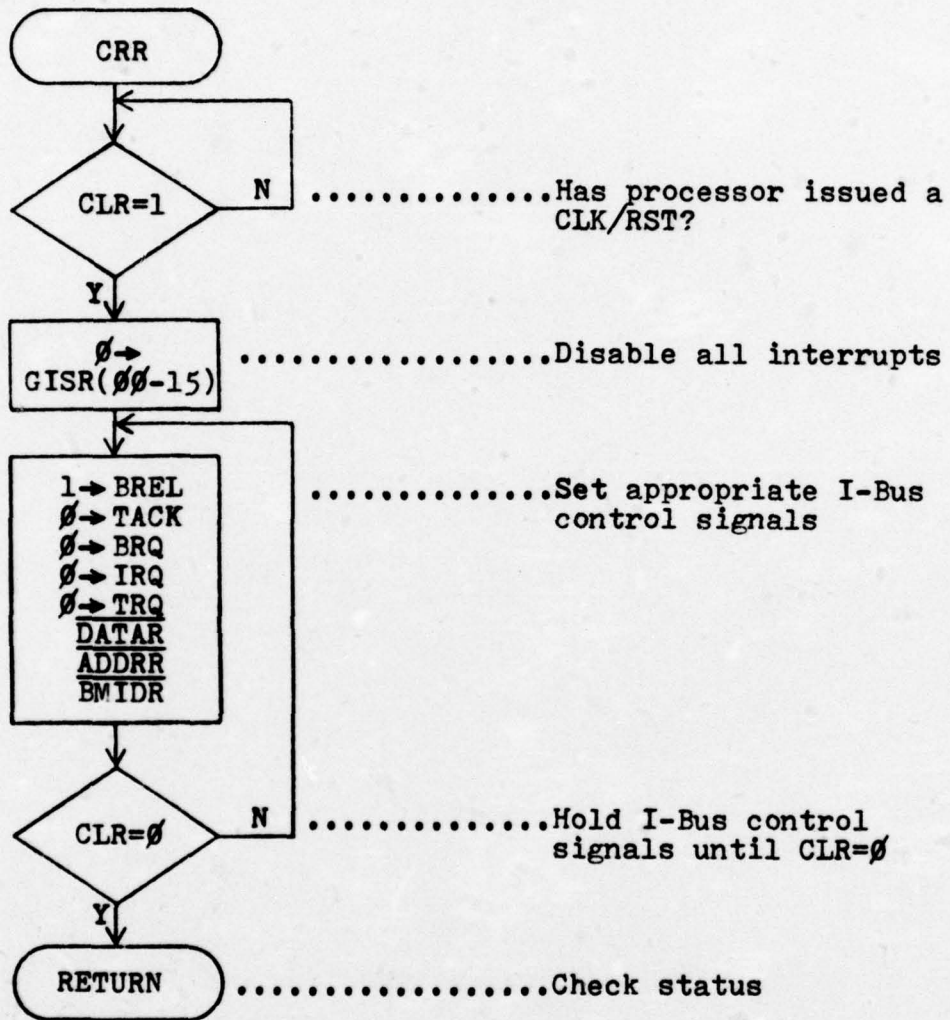 CRR
CLR=1
N
..............Has processor issued a
CLK/RST?
Y
Ø→
GISR(ØØ-15)
..................Disable all interrupts
1→ BREL
Ø→ TACK
Ø→ BRQ
Ø→ IRQ
Ø→ TRQ
DATAR
ADDRR
BMIDR
..............Set appropriate I-Bus
control signals
CLR=Ø
N
..............Hold I-Bus control
signals until CLR=Ø
Y
RETURN
..................Check status